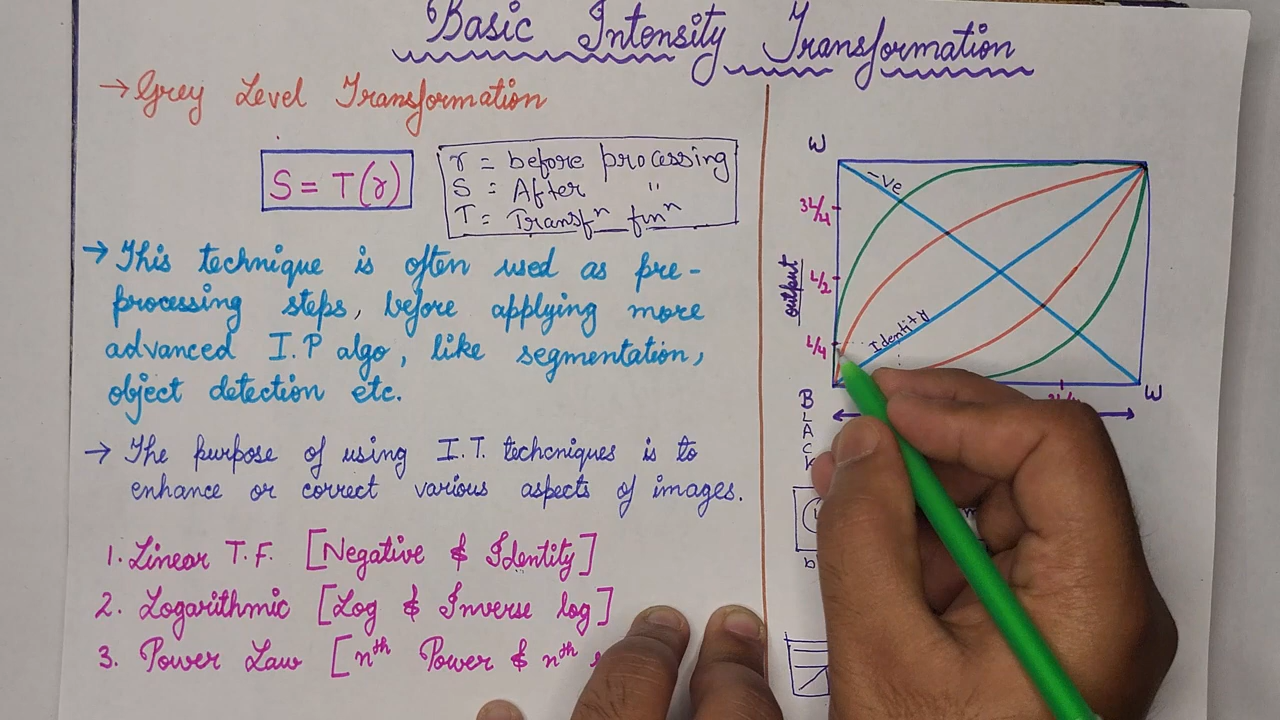 Basic Intensity Transformation
→ Grey Level Transformation
S = T(r)
r = before processing
S = After "
T = Transfⁿ funⁿ
→ This technique is often used as pre-
processing steps, before applying more
advanced I.P algo, like segmentation,
object detection etc.
→ The purpose of using I.T. techcniques is to
enhance or correct various aspects of images.
1. Linear T.F. [Negative & Identity]
2. Logarithmic [Log & Inverse log]
3. Power Law [nth Power & nth
W
-ve
3L/4
output
L/2
Identity
L/4
W
BLACK